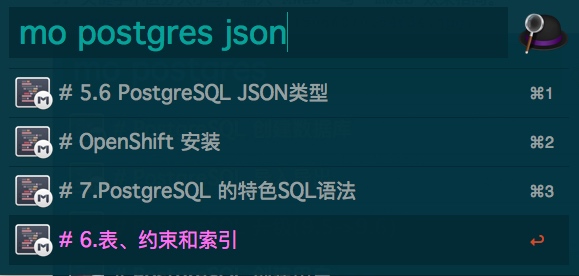 mo postgres json
# 5.6 PostgreSQL JSON类型 ⌘1
# OpenShift 安装 ⌘2
# 7.PostgreSQL 的特色SQL语法 ⌘3
# 6.表、约束和索引 ↩